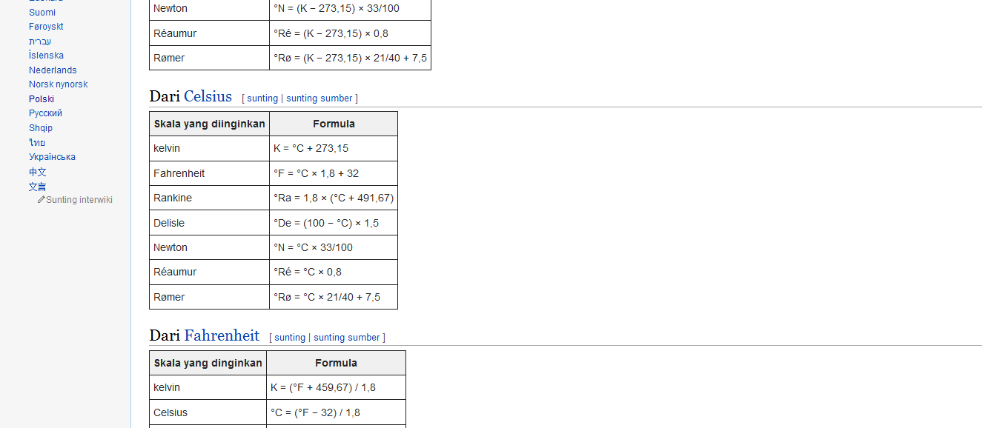 Suomi
Føroyskt
עברית
Íslenska
Nederlands
Norsk nynorsk
Polski
Русский
Shqip
ไทย
Українська
中文
文言
Sunting interwiki
Newton °N = (K − 273,15) × 33/100
Réaumur °Ré = (K − 273,15) × 0,8
Rømer °Rø = (K − 273,15) × 21/40 + 7,5
Dari Celsius [ sunting | sunting sumber ]
Skala yang diinginkan Formula
kelvin K = °C + 273,15
Fahrenheit °F = °C × 1,8 + 32
Rankine °Ra = 1,8 × (°C + 491,67)
Delisle °De = (100 − °C) × 1,5
Newton °N = °C × 33/100
Réaumur °Ré = °C × 0,8
Rømer °Rø = °C × 21/40 + 7,5
Dari Fahrenheit [ sunting | sunting sumber ]
Skala yang dinginkan Formula
kelvin K = (°F + 459,67) / 1,8
Celsius °C = (°F − 32) / 1,8